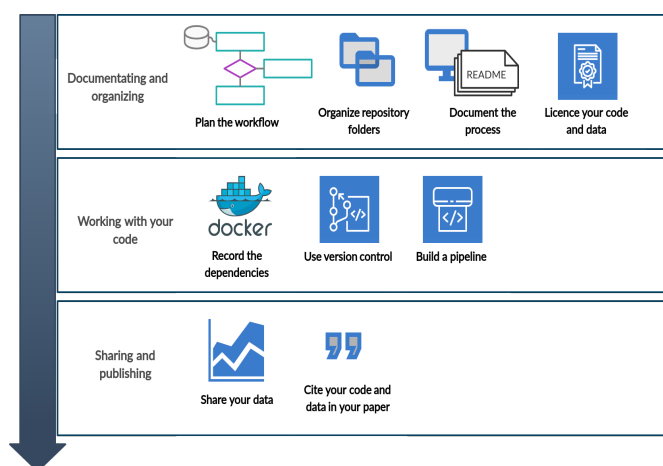 Documentating and
organizing
Plan the workflow
Organize repository
folders
README
Document the
process
Licence your code
and data
Working with your
code
docker
Record the
dependencies
</>
Use version control
</>
Build a pipeline
Sharing and
publishing
Share your data
Cite your code and
data in your paper